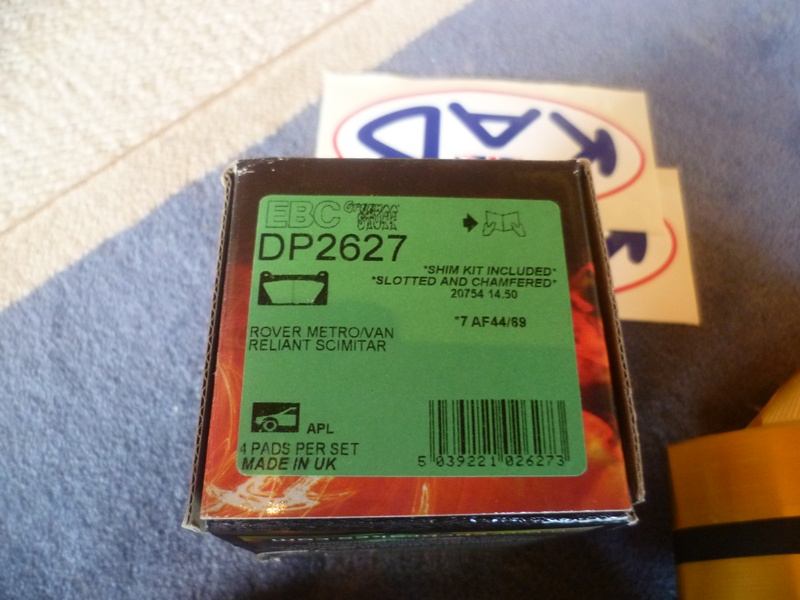 KAD
EBC
DP2627
*SHIM KIT INCLUDED*
*SLOTTED AND CHAMFERED*
20754 14.50
*7 AF44/69
ROVER METRO/VAN
RELIANT SCIMITAR
APL
4 PADS PER SET
MADE IN UK
5 039221 026273